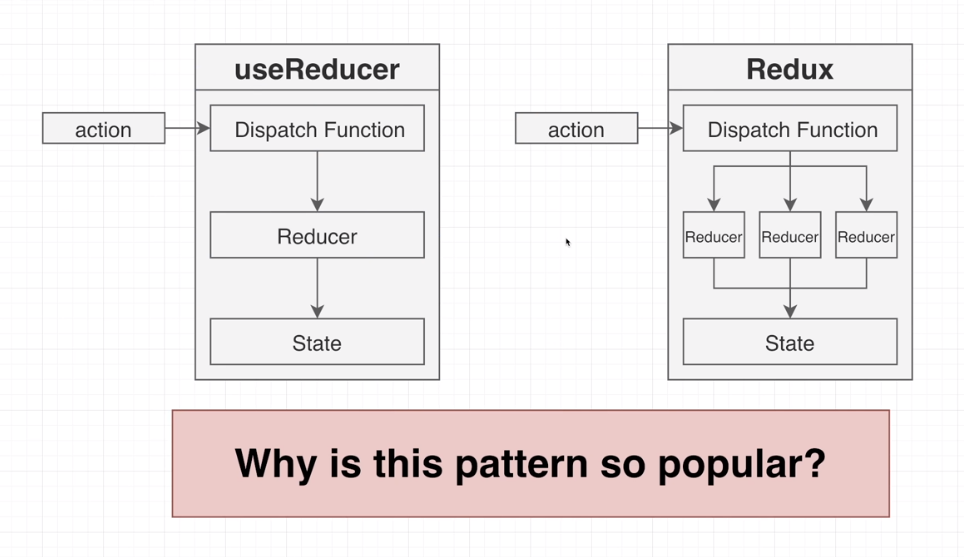 useReducer
action
Dispatch Function
Reducer
State
Redux
action
Dispatch Function
Reducer Reducer Reducer
State
Why is this pattern so popular?